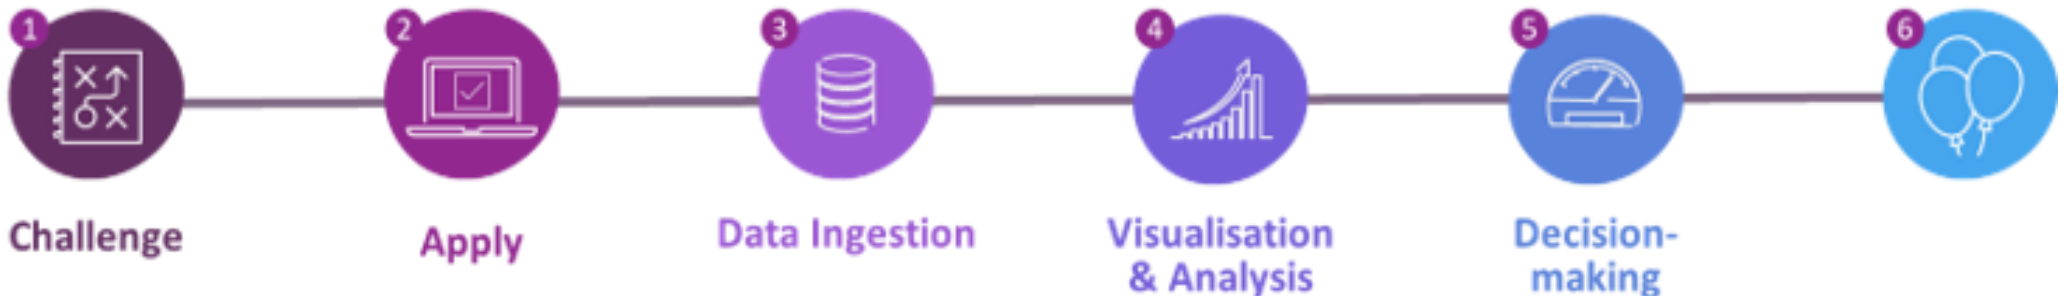 1
2
3
4
5
6
Challenge
Apply
Data Ingestion
Visualisation
& Analysis
Decision-
making